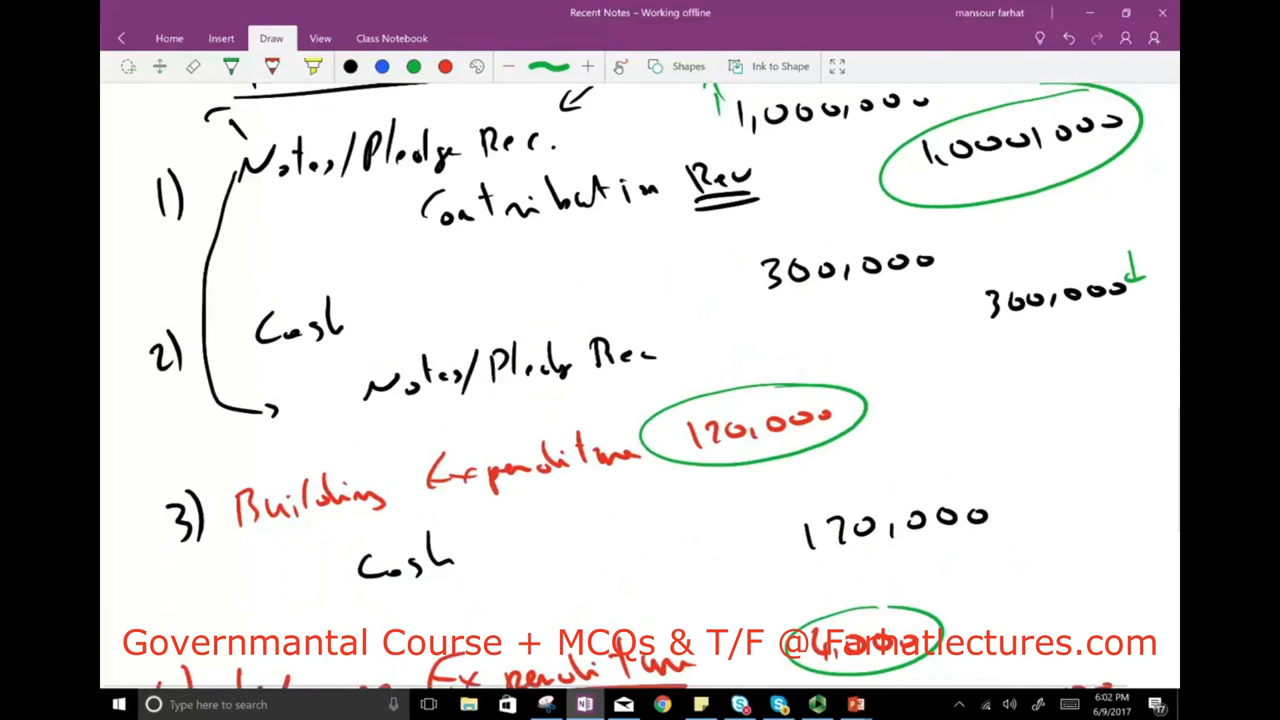 Recent Notes - Working offline
mansour farhat
Home Insert Draw View Class Notebook
Shapes Ink to Shape
1) Notes/Pledge Rec. 1,000,000
Contribution Rev 1,000,000
2) Cash 300,000
Notes/Pledge Rec 300,000
3) Building Expenditure 120,000
Cash 120,000
Governmantal Course + MCQs & T/F @ Farhatlectures.com
Expenditure
Type here to search
6:02 PM
6/9/2017
17